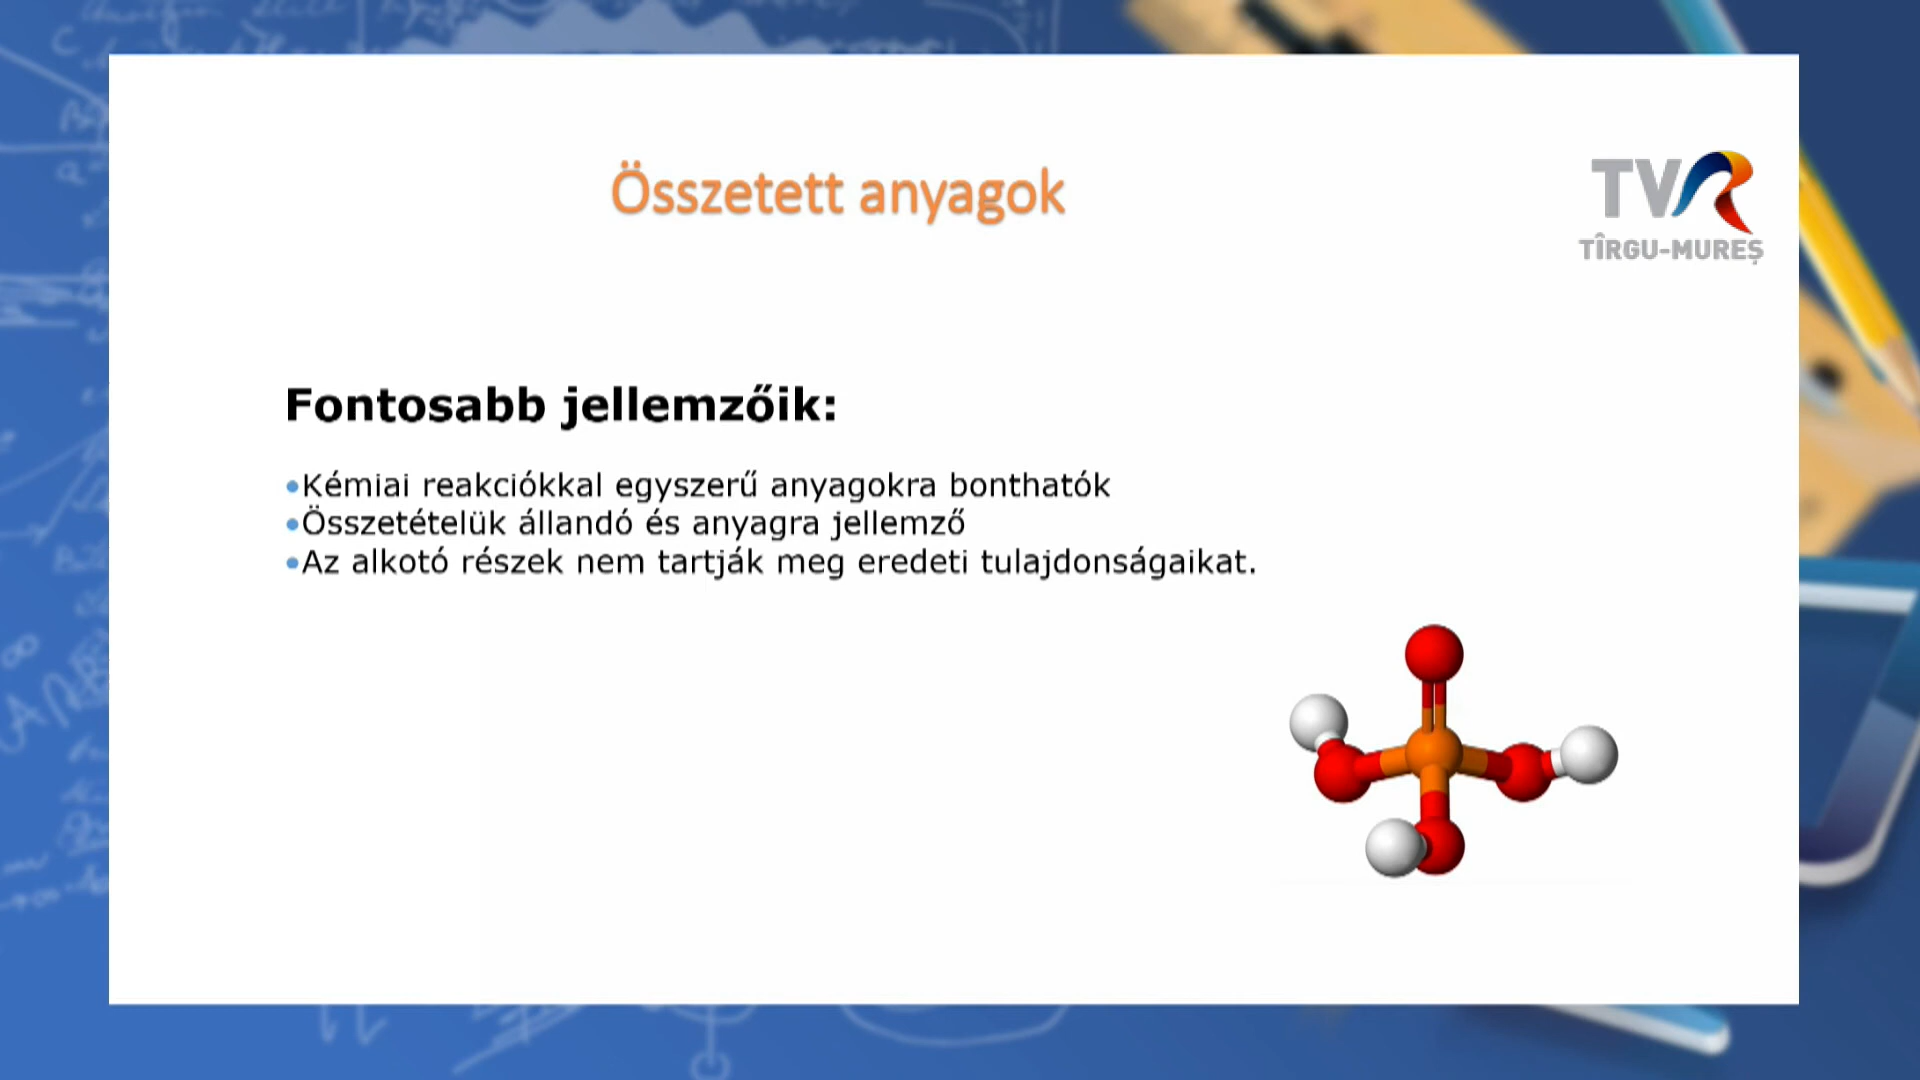 Összetett anyagok
TVR
TÎRGU-MUREȘ
Fontosabb jellemzőik:
•Kémiai reakciókkal egyszerű anyagokra bonthatók
•Összetételük állandó és anyagra jellemző
•Az alkotó részek nem tartják meg eredeti tulajdonságaikat.